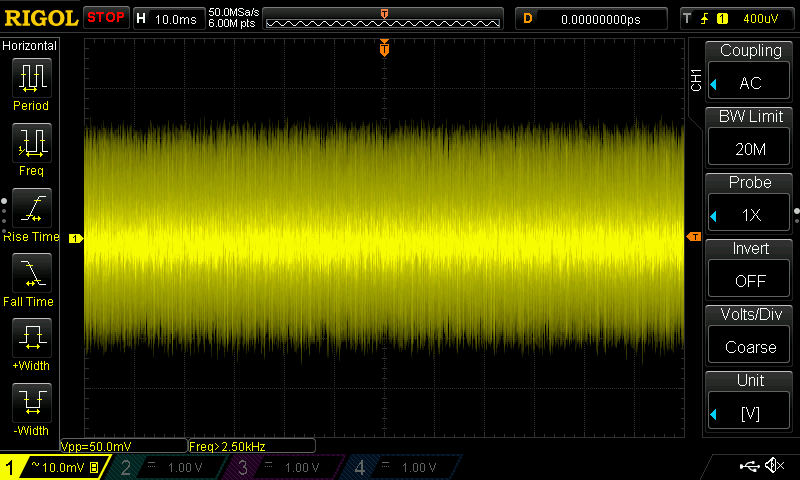 RIGOL STOP H 10.0ms 50.0MSa/s 6.00M pts T D 0.00000000ps T 1 400uV
Horizontal
Period
Freq
Rise Time
Fall Time
+Width
-Width
T
1
T
CH1
Coupling
AC
BW Limit
20M
Probe
1X
Invert
OFF
Volts/Div
Coarse
Unit
[V]
Vpp=50.0mV Freq>2.50kHz
1 ~ 10.0mV B 2 1.00 V 3 1.00 V 4 1.00 V